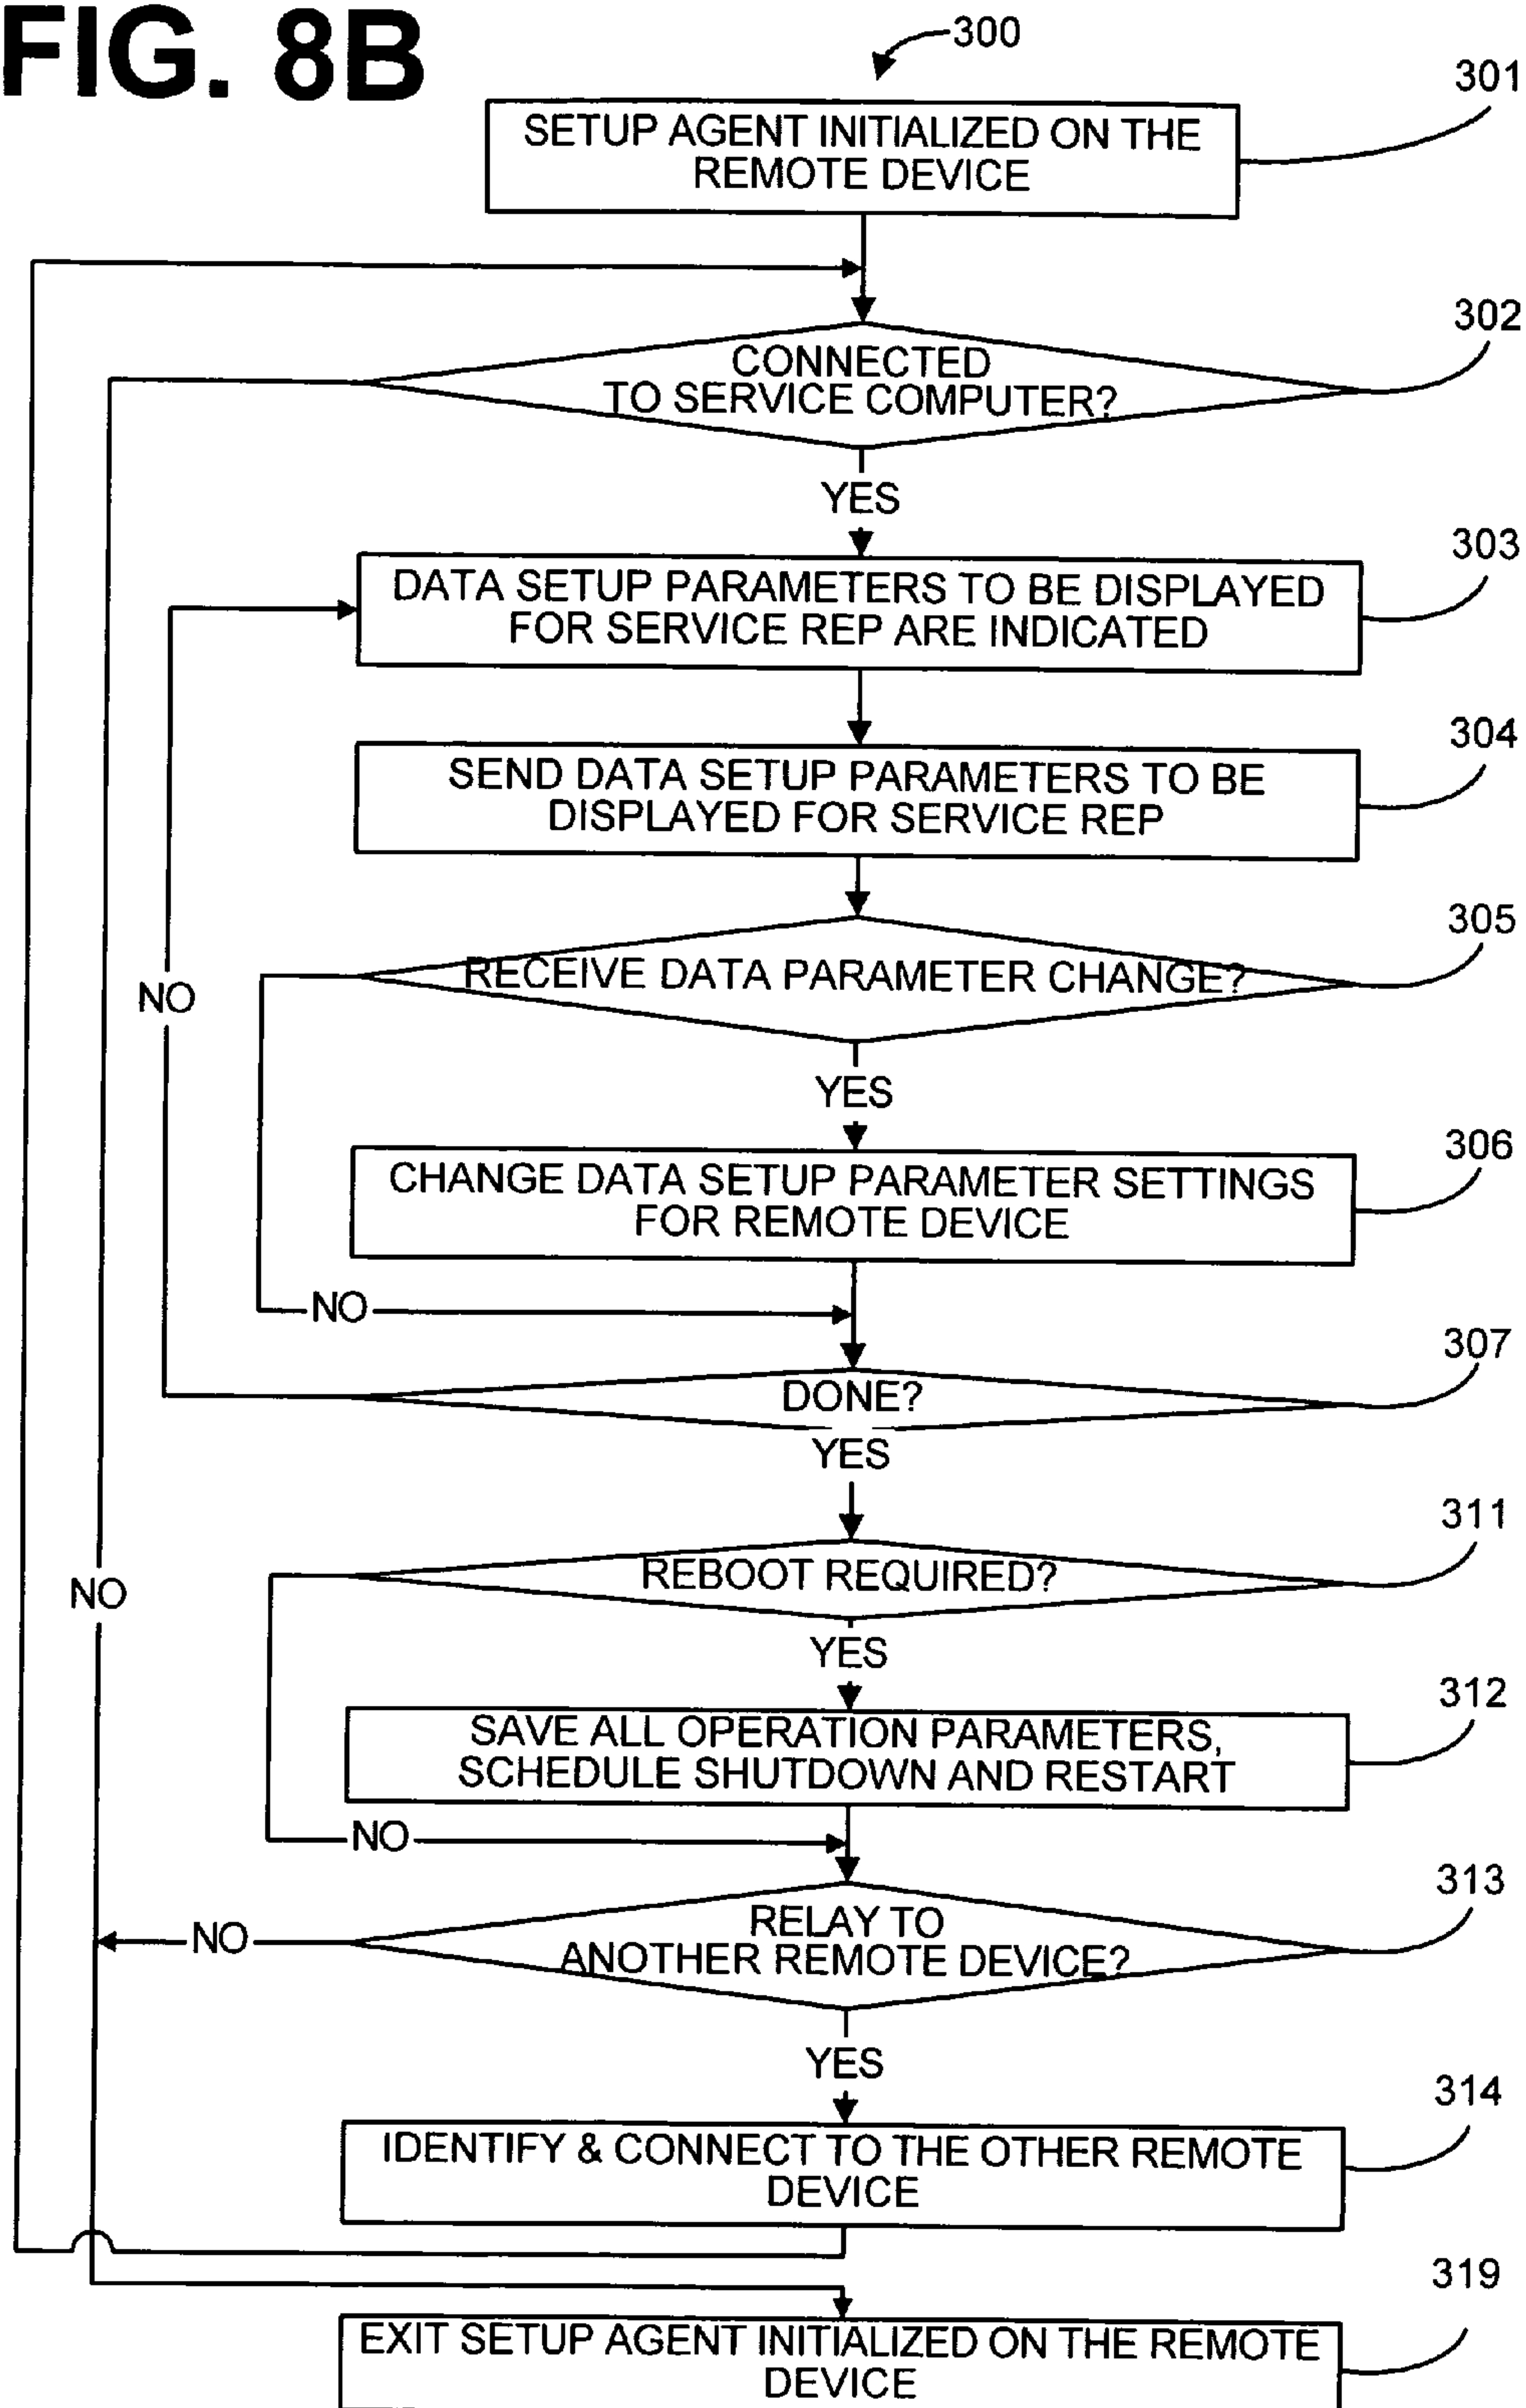 FIG. 8B
300
301
SETUP AGENT INITIALIZED ON THE
REMOTE DEVICE
302
CONNECTED
TO SERVICE COMPUTER?
YES
303
DATA SETUP PARAMETERS TO BE DISPLAYED
FOR SERVICE REP ARE INDICATED
304
SEND DATA SETUP PARAMETERS TO BE
DISPLAYED FOR SERVICE REP
305
RECEIVE DATA PARAMETER CHANGE?
NO
YES
306
CHANGE DATA SETUP PARAMETER SETTINGS
FOR REMOTE DEVICE
NO
307
DONE?
YES
311
REBOOT REQUIRED?
NO
YES
312
SAVE ALL OPERATION PARAMETERS,
SCHEDULE SHUTDOWN AND RESTART
NO
313
RELAY TO
ANOTHER REMOTE DEVICE?
NO
YES
314
IDENTIFY & CONNECT TO THE OTHER REMOTE
DEVICE
319
EXIT SETUP AGENT INITIALIZED ON THE REMOTE
DEVICE